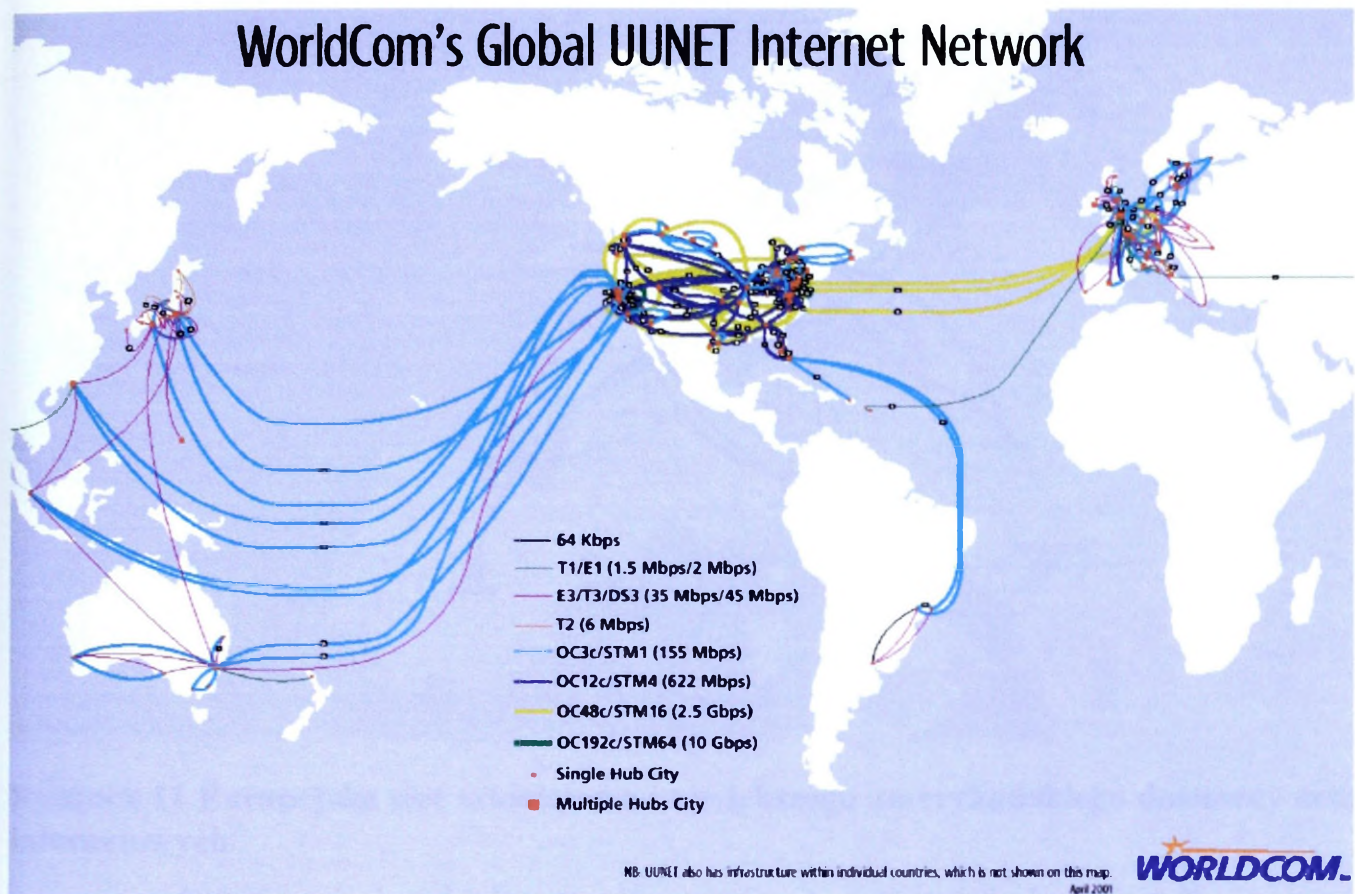 WorldCom's Global UUNET Internet Network
64 Kbps
T1/E1 (1.5 Mbps/2 Mbps)
E3/T3/DS3 (35 Mbps/45 Mbps)
T2 (6 Mbps)
OC3c/STM1 (155 Mbps)
OC12c/STM4 (622 Mbps)
OC48c/STM16 (2.5 Gbps)
OC192c/STM64 (10 Gbps)
Single Hub City
Multiple Hubs City
NB: UUNET also has infrastructure within individual countries, which is not shown on this map.
April 2001
WORLDCOM